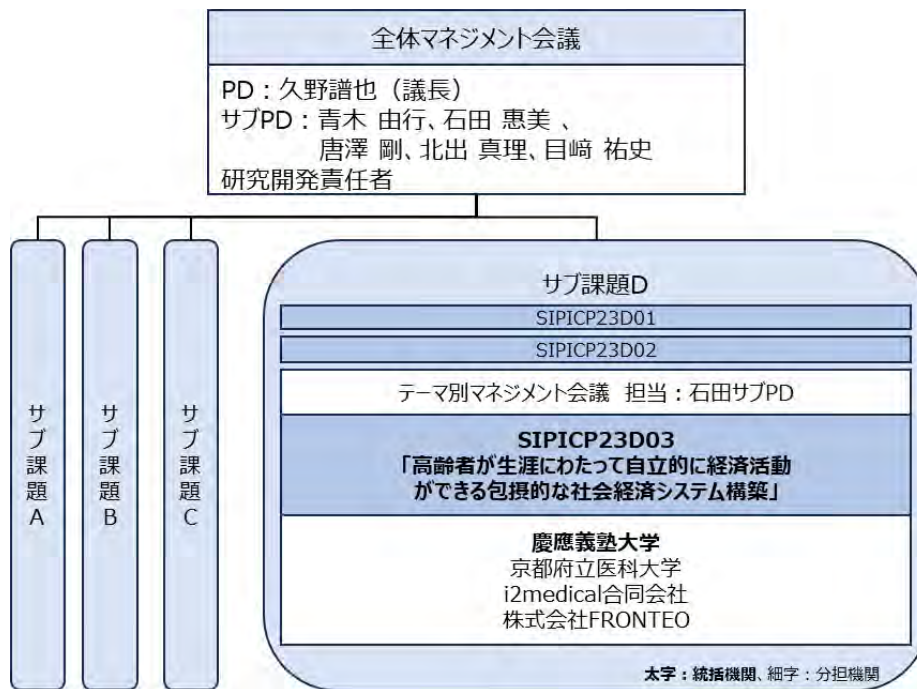 全体マネジメント会議
PD：久野譜也（議長）
サブPD：青木 由行、石田 惠美 、
唐澤 剛、北出 真理、目﨑 祐史
研究開発責任者
サブ課題A
サブ課題B
サブ課題C
サブ課題D
SIPICP23D01
SIPICP23D02
テーマ別マネジメント会議 担当：石田サブPD
SIPICP23D03
「高齢者が生涯にわたって自立的に経済活動
ができる包摂的な社会経済システム構築」
慶應義塾大学
京都府立医科大学
i2medical合同会社
株式会社FRONTEO
太字：統括機関、細字：分担機関